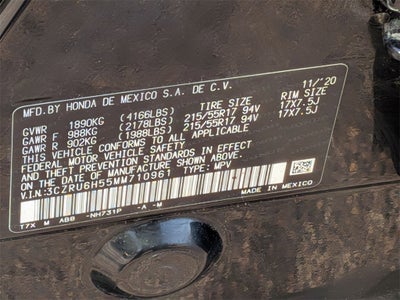 MFD. BY HONDA DE MEXICO S.A. DE C.V. 11/'20
TIRE SIZE RIM SIZE
GVWR 1890KG (4166LBS)
GAWR F 988KG (2178LBS) 215/55R17 94V 17X7.5J
GAWR R 902KG (1988LBS) 215/55R17 94V 17X7.5J
THIS VEHICLE CONFORMS TO ALL APPLICABLE
FEDERAL MOTOR VEHICLE SAFETY, BUMPER,
AND THEFT PREVENTION STANDARDS IN EFFECT
ON THE DATE OF MANUFACTURE SHOWN ABOVE.
V.I.N.:3CZRU6H55MM710961 TYPE: MPV
MADE IN MEXICO
T7X M ABB -NH731P -A -M